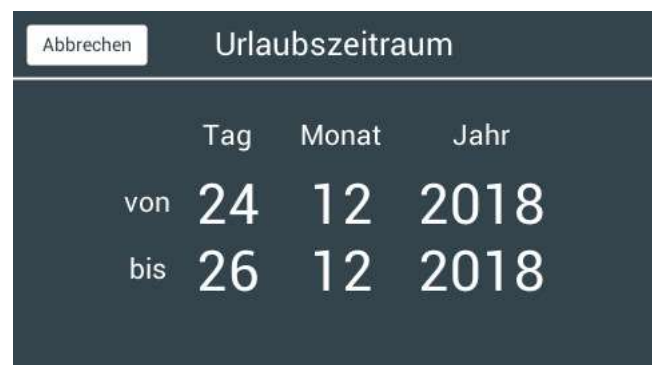 Abbrechen Urlaubszeitraum
Tag Monat Jahr
von 24 12 2018
bis 26 12 2018